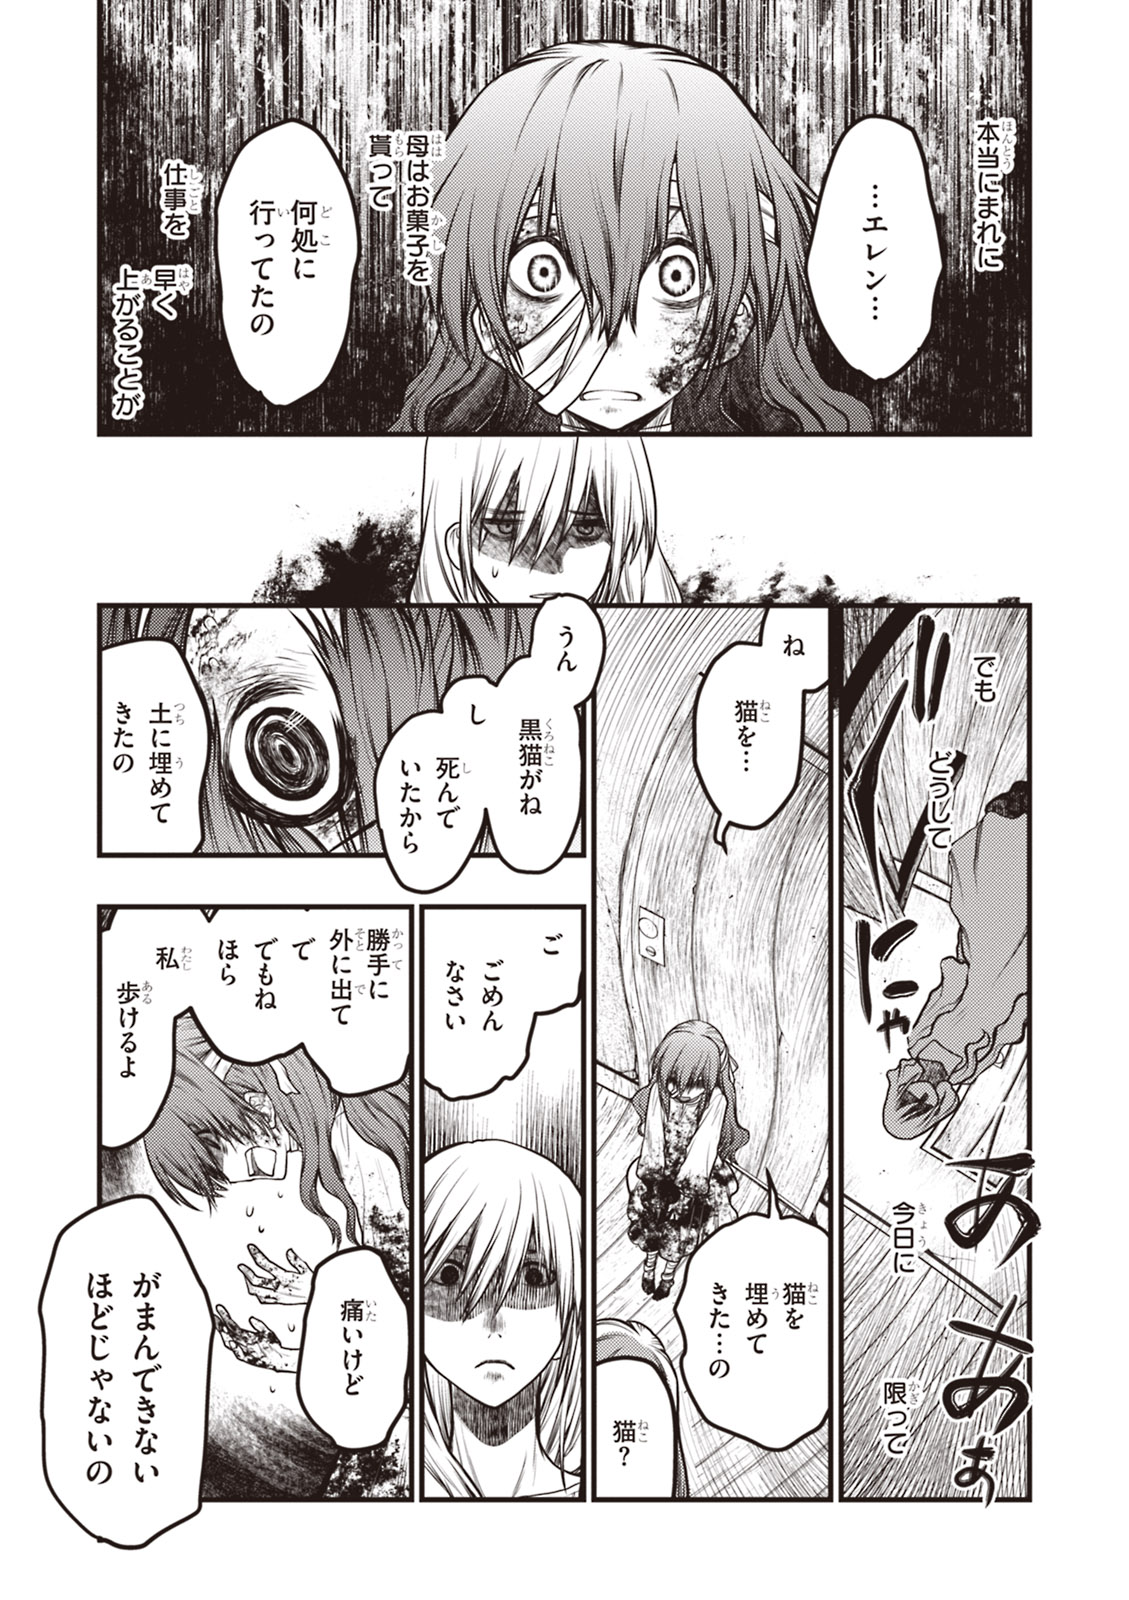 本当にまれに
…エレン…
母はお菓子を
貰って
何処に
行ってたの
仕事を
早く
上がることが
でも
どうして
にゃ
あああぁ
今日に
限って
ね
猫を…
猫を
埋めて
きた…の
猫?
うん
黒猫がね
し
死んで
いたから
土に埋めて
きたの
ご
ごめん
なさい
勝手に
外に出て
で
でもね
ほら
私
歩けるよ
痛いけど
がまんできない
ほどじゃないの